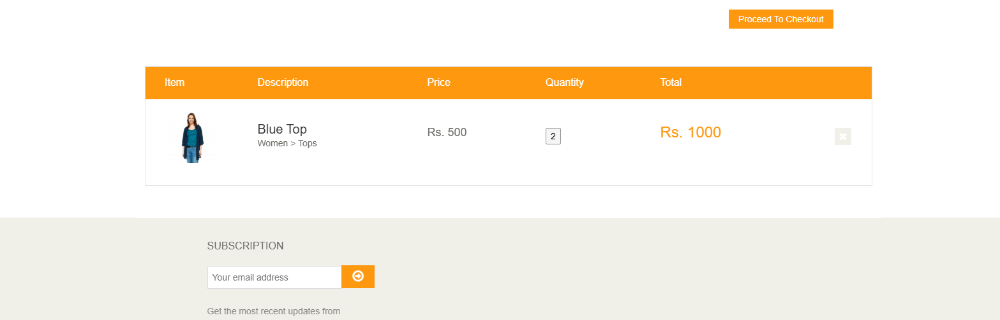 Proceed To Checkout
Item Description Price Quantity Total
Blue Top
Women > Tops
Rs. 500
2
Rs. 1000
SUBSCRIPTION
Your email address
Get the most recent updates from